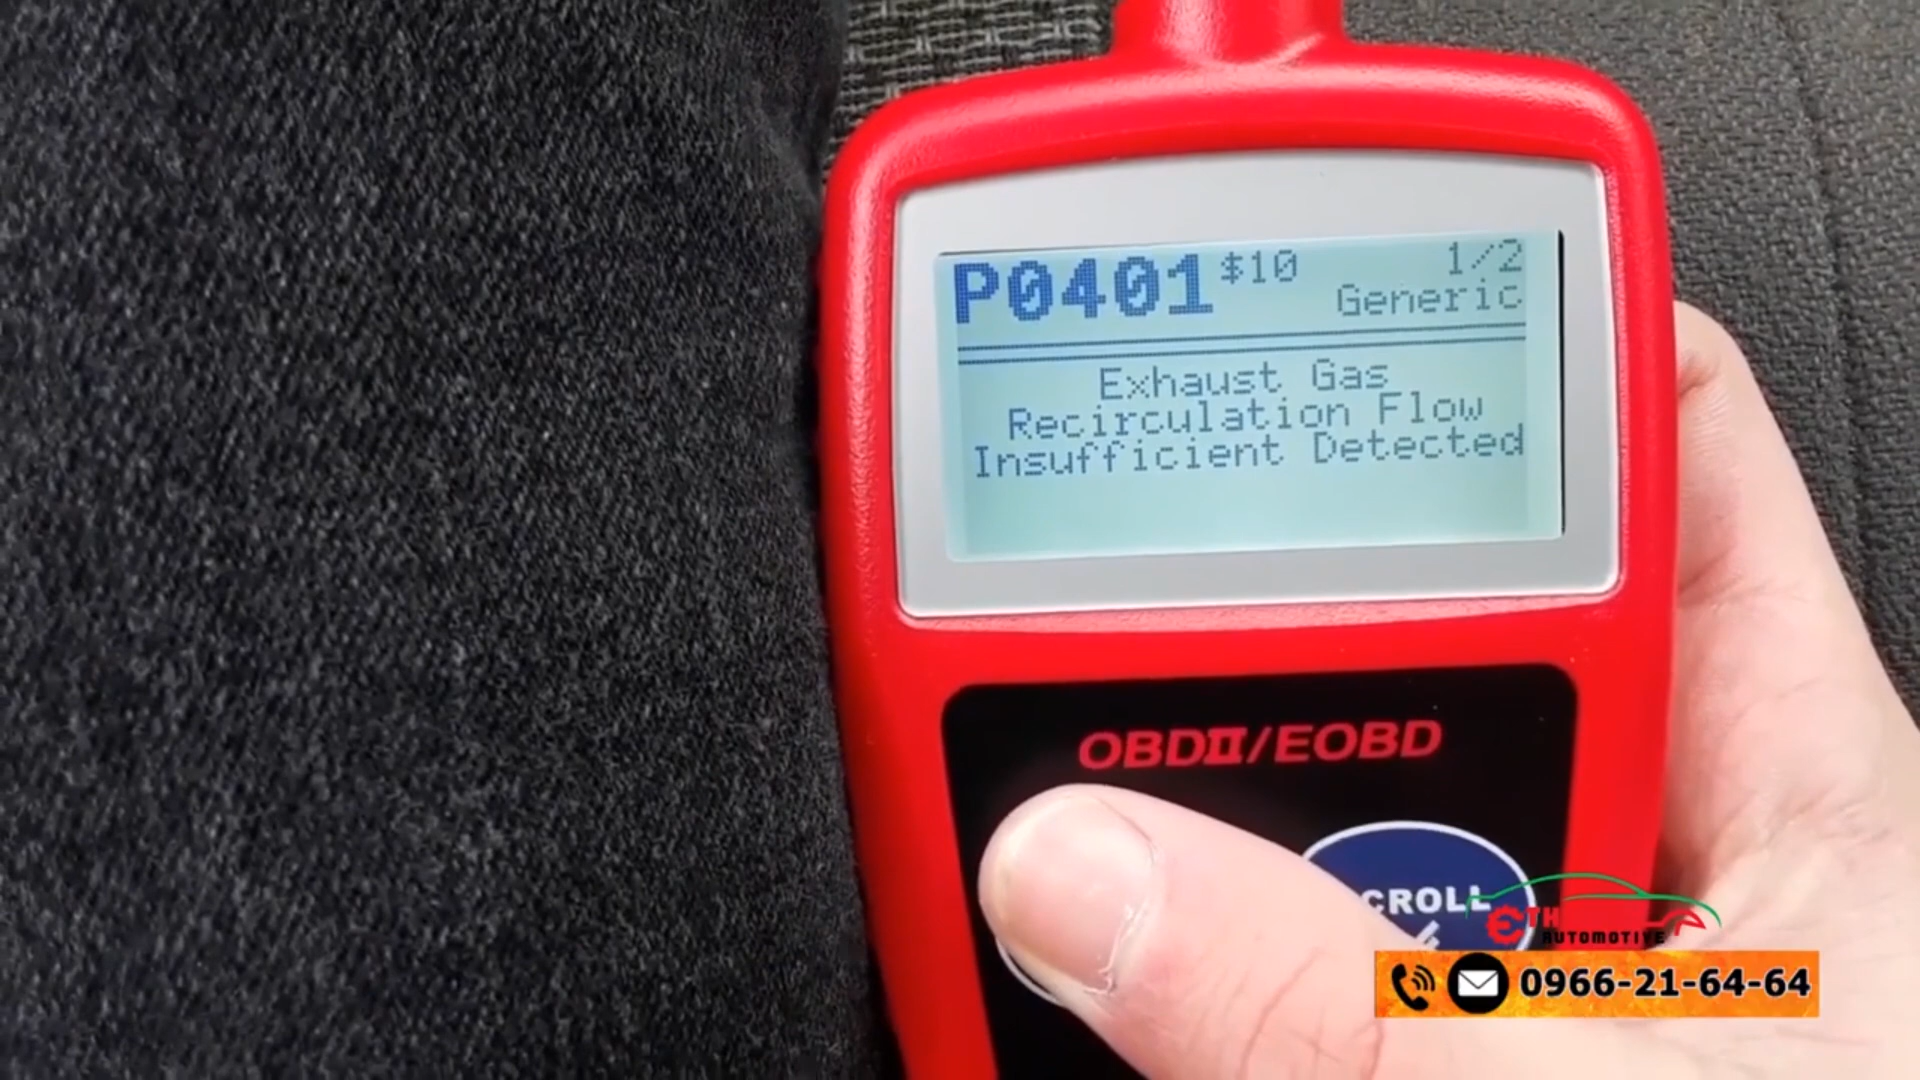 P0401 $10 1/2
Generic
Exhaust Gas
Recirculation Flow
Insufficient Detected
OBDII/EOBD
CROLL
ETH
AUTOMOTIVE
0966-21-64-64